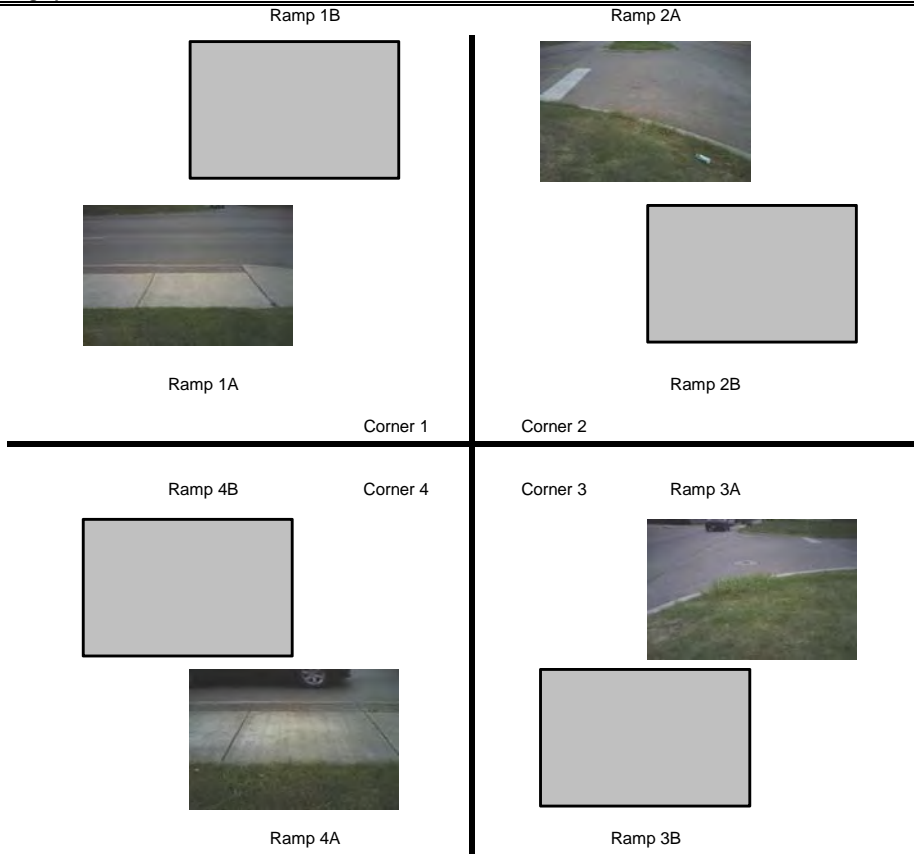 Ramp 1B Ramp 2A
Ramp 1A Ramp 2B
Corner 1 Corner 2
Ramp 4B Corner 4 Corner 3 Ramp 3A
Ramp 4A Ramp 3B